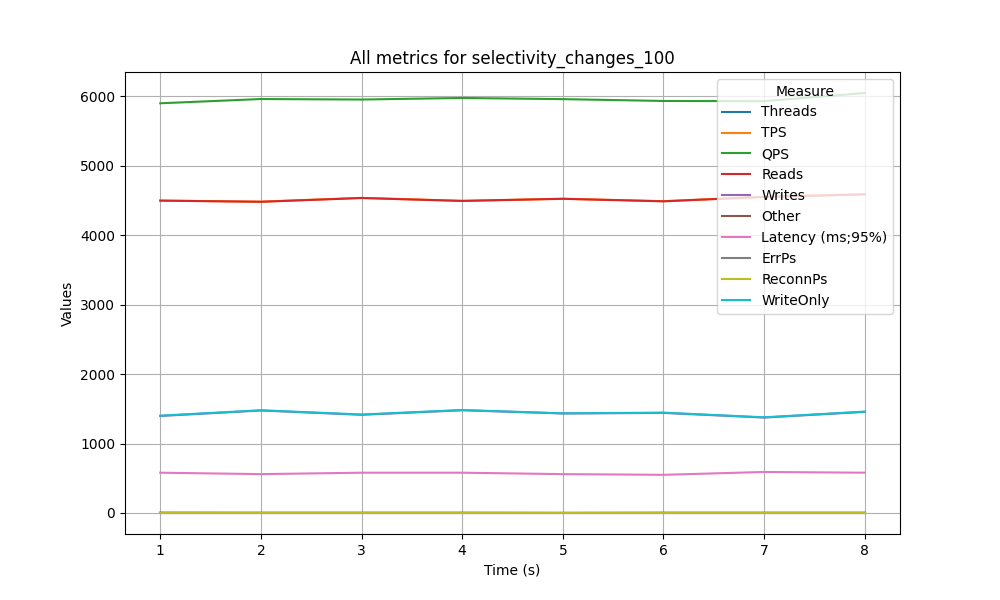 All metrics for selectivity_changes_100
Values
6000
5000
4000
3000
2000
1000
0
1 2 3 4 5 6 7 8
Time (s)
Measure
Threads
TPS
QPS
Reads
Writes
Other
Latency (ms;95%)
ErrPs
ReconnPs
WriteOnly